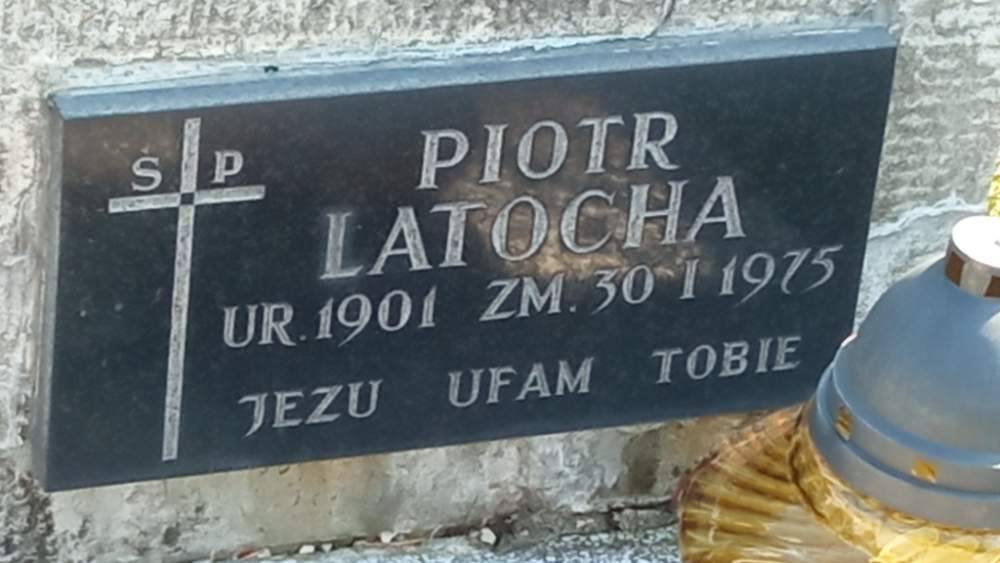 Ś P
PIOTR
LATOCHA
UR. 1901 ZM. 30 I 1975
JEZU UFAM TOBIE